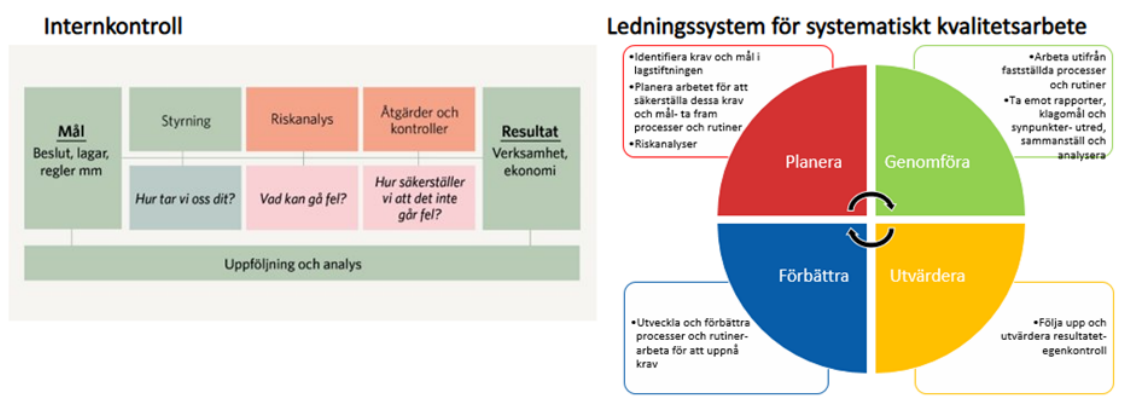 Internkontroll
Mål
Beslut, lagar,
regler mm
Styrning
Hur tar vi oss dit?
Riskanalys
Vad kan gå fel?
Åtgärder och
kontroller
Hur säkerställer
vi att det inte
går fel?
Resultat
Verksamhet,
ekonomi
Uppföljning och analys
Ledningssystem för systematiskt kvalitetsarbete
•Identifiera krav och mål i
lagstiftningen
•Planera arbetet för att
säkerställa dessa krav
och mål- ta fram
processer och rutiner
•Riskanalyser
Planera
•Arbeta utifrån
fastställda processer
och rutiner
•Ta emot rapporter,
klagomål och
synpunkter- utred,
sammanställ och
analysera
Genomföra
Förbättra
•Utveckla och förbättra
processer och rutiner-
arbeta för att uppnå
krav
Utvärdera
•Följa upp och
utvärdera resultatet-
egenkontroll